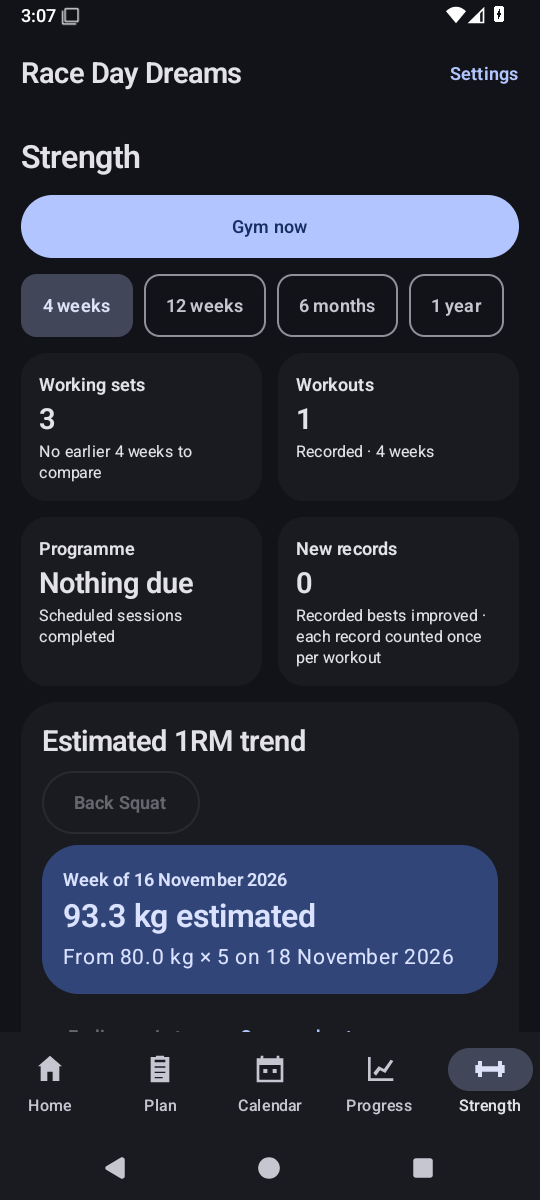 3:07
Race Day Dreams
Settings
Strength
Gym now
4 weeks
12 weeks
6 months
1 year
Working sets
3
No earlier 4 weeks to
compare
Workouts
1
Recorded · 4 weeks
Programme
Nothing due
Scheduled sessions
completed
New records
0
Recorded bests improved ·
each record counted once
per workout
Estimated 1RM trend
Back Squat
Week of 16 November 2026
93.3 kg estimated
From 80.0 kg × 5 on 18 November 2026
Home
Plan
Calendar
Progress
Strength